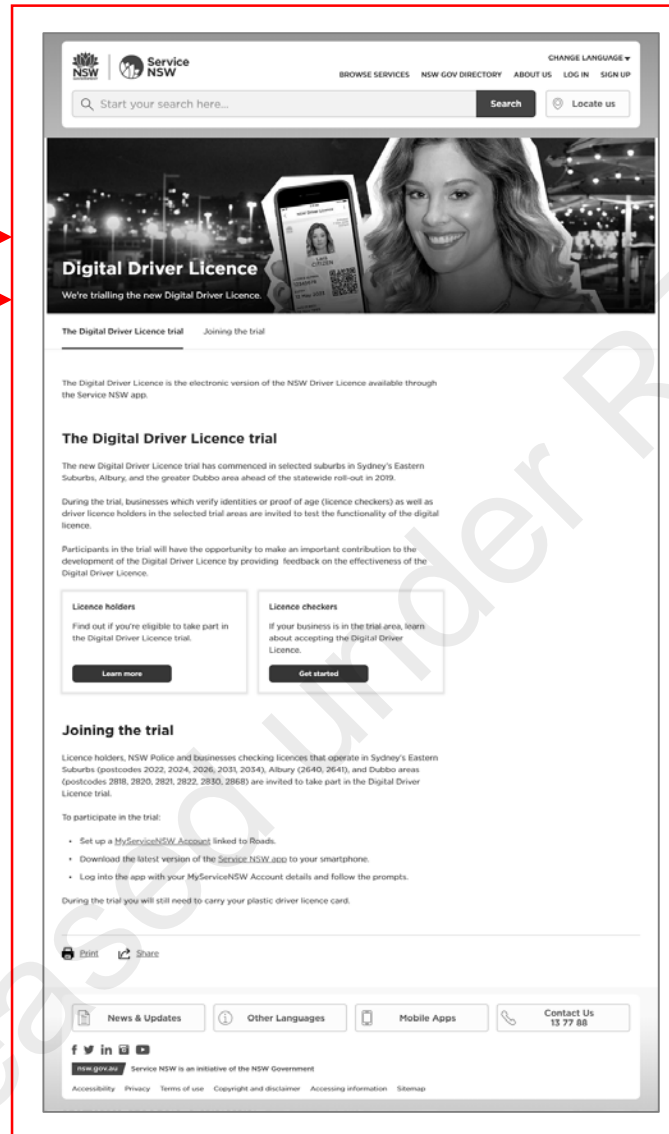 NSW
GOVERNMENT
Service
NSW
CHANGE LANGUAGE
BROWSE SERVICES NSW GOV DIRECTORY ABOUT US LOG IN SIGN UP
Start your search here...
Search
Locate us
NSW Driver Licence
CITIZEN
Digital Driver Licence
We're trialling the new Digital Driver Licence.
The Digital Driver Licence trial Joining the trial
The Digital Driver Licence is the electronic version of the NSW Driver Licence available through
the Service NSW app.
The Digital Driver Licence trial
The new Digital Driver Licence trial has commenced in selected suburbs in Sydney's Eastern
Suburbs, Albury, and the greater Dubbo area ahead of the statewide roll-out in 2019.
During the trial, businesses which verify identities or proof of age (licence checkers) as well as
driver licence holders in the selected trial areas are invited to test the functionality of the digital
licence.
Participants in the trial will have the opportunity to make an important contribution to the
development of the Digital Driver Licence by providing feedback on the effectiveness of the
Digital Driver Licence.
Licence holders
Find out if you're eligible to take part in
the Digital Driver Licence trial.
Learn more
Licence checkers
If your business is in the trial area, learn
about accepting the Digital Driver
Licence.
Get started
Joining the trial
Licence holders, NSW Police and businesses checking licences that operate in Sydney's Eastern
Suburbs (postcodes 2022, 2024, 2026, 2031, 2034), Albury (2640, 2641), and Dubbo areas
(postcodes 2818, 2820, 2821, 2822, 2830, 2868) are invited to take part in the Digital Driver
Licence trial.
To participate in the trial:
• Set up a MyServiceNSW Account linked to Roads.
• Download the latest version of the Service NSW app to your smartphone.
• Log into the app with your MyServiceNSW Account details and follow the prompts.
During the trial you will still need to carry your plastic driver licence card.
Print Share
News & Updates
Other Languages
Mobile Apps
Contact Us
13 77 88
nsw.gov.au Service NSW is an initiative of the NSW Government
Accessibility Privacy Terms of use Copyright and disclaimer Accessing information Sitemap
ased under R